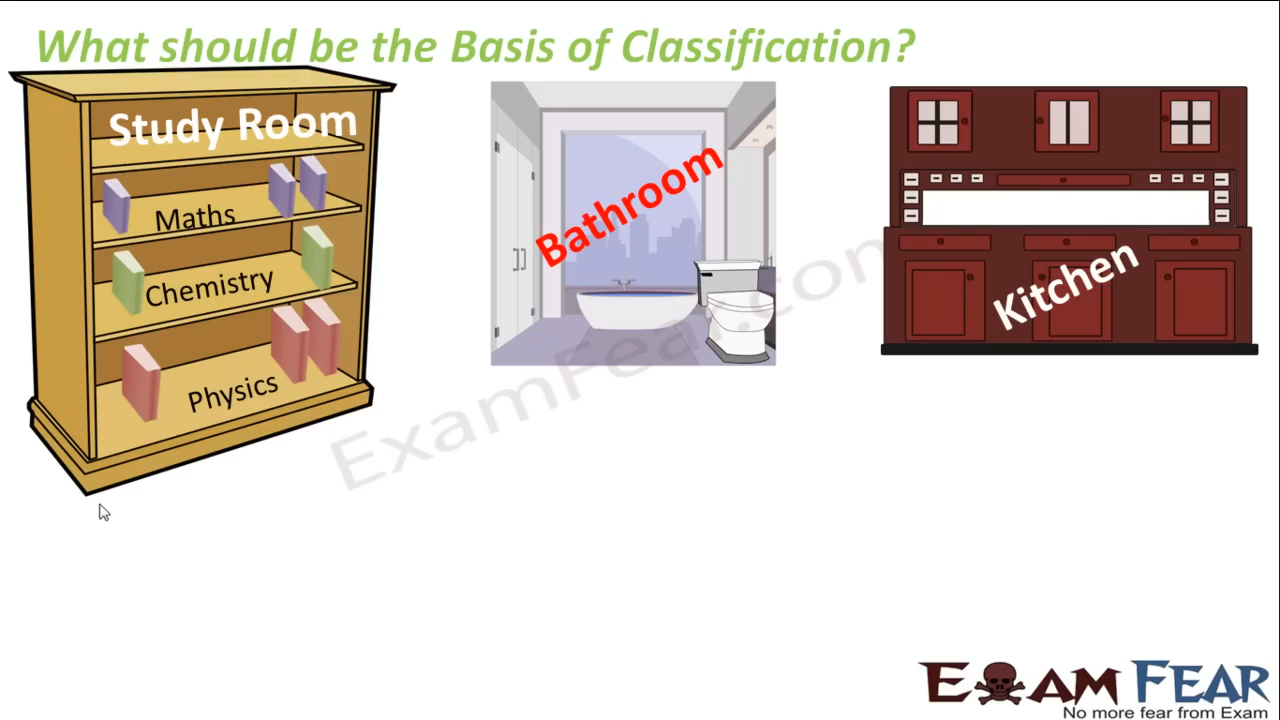 What should be the Basis of Classification?
Study Room
Maths
Chemistry
Physics
Bathroom
Kitchen
ExamFear.com
EXAM FEAR
No more fear from Exam